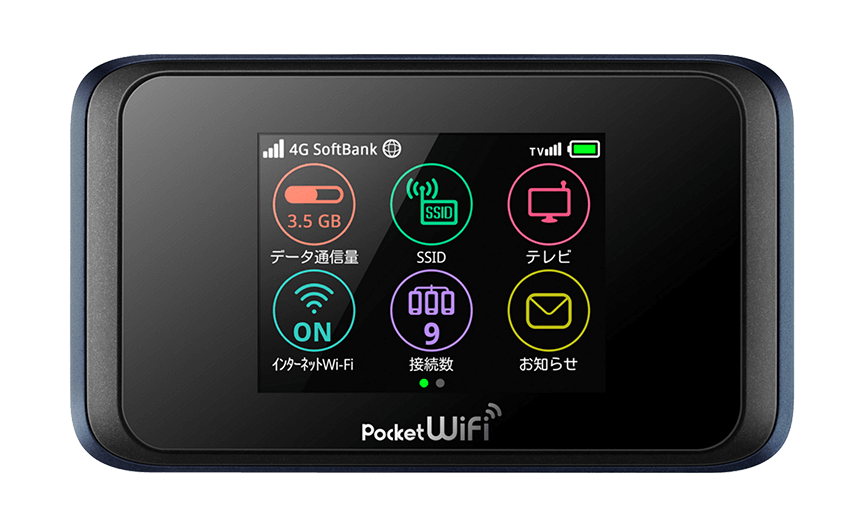 4G SoftBank
TV
3.5 GB
SSID
データ通信量
SSID
テレビ
ON
9
インターネットWi-Fi
接続数
お知らせ
Pocket WiFi